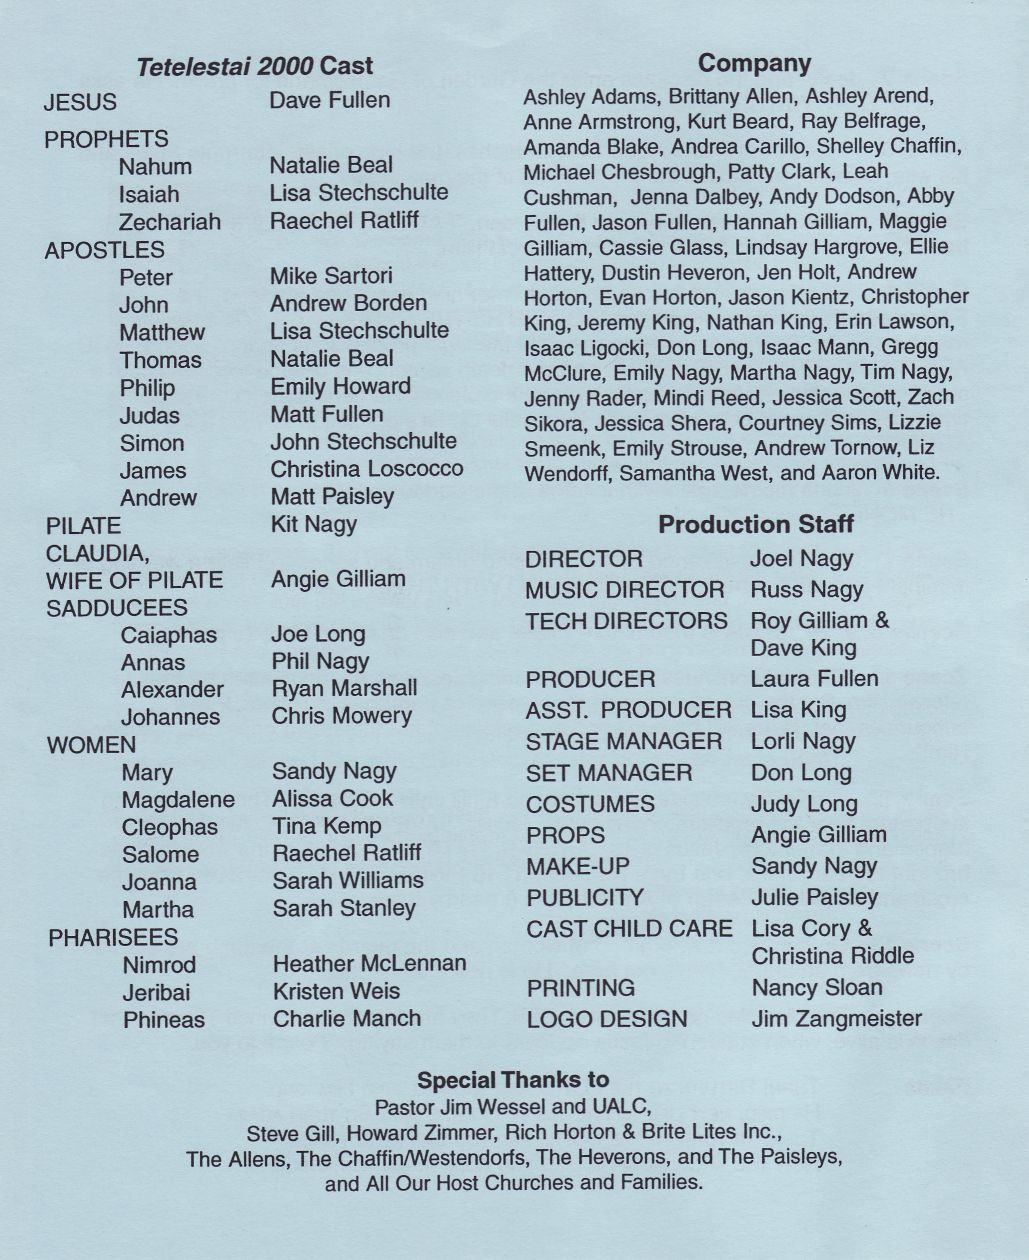 Tetelestai 2000 Cast
JESUS Dave Fullen
PROPHETS
Nahum Natalie Beal
Isaiah Lisa Stechschulte
Zechariah Raechel Ratliff
APOSTLES
Peter Mike Sartori
John Andrew Borden
Matthew Lisa Stechschulte
Thomas Natalie Beal
Philip Emily Howard
Judas Matt Fullen
Simon John Stechschulte
James Christina Loscocco
Andrew Matt Paisley
PILATE Kit Nagy
CLAUDIA,
WIFE OF PILATE Angie Gilliam
SADDUCEES
Caiaphas Joe Long
Annas Phil Nagy
Alexander Ryan Marshall
Johannes Chris Mowery
WOMEN
Mary Sandy Nagy
Magdalene Alissa Cook
Cleophas Tina Kemp
Salome Raechel Ratliff
Joanna Sarah Williams
Martha Sarah Stanley
PHARISEES
Nimrod Heather McLennan
Jeribai Kristen Weis
Phineas Charlie Manch
Company
Ashley Adams, Brittany Allen, Ashley Arend,
Anne Armstrong, Kurt Beard, Ray Belfrage,
Amanda Blake, Andrea Carillo, Shelley Chaffin,
Michael Chesbrough, Patty Clark, Leah
Cushman, Jenna Dalbey, Andy Dodson, Abby
Fullen, Jason Fullen, Hannah Gilliam, Maggie
Gilliam, Cassie Glass, Lindsay Hargrove, Ellie
Hattery, Dustin Heveron, Jen Holt, Andrew
Horton, Evan Horton, Jason Kientz, Christopher
King, Jeremy King, Nathan King, Erin Lawson,
Isaac Ligocki, Don Long, Isaac Mann, Gregg
McClure, Emily Nagy, Martha Nagy, Tim Nagy,
Jenny Rader, Mindi Reed, Jessica Scott, Zach
Sikora, Jessica Shera, Courtney Sims, Lizzie
Smeenk, Emily Strouse, Andrew Tornow, Liz
Wendorff, Samantha West, and Aaron White.
Production Staff
DIRECTOR Joel Nagy
MUSIC DIRECTOR Russ Nagy
TECH DIRECTORS Roy Gilliam &
Dave King
PRODUCER Laura Fullen
ASST. PRODUCER Lisa King
STAGE MANAGER Lorli Nagy
SET MANAGER Don Long
COSTUMES Judy Long
PROPS Angie Gilliam
MAKE-UP Sandy Nagy
PUBLICITY Julie Paisley
CAST CHILD CARE Lisa Cory &
Christina Riddle
PRINTING Nancy Sloan
LOGO DESIGN Jim Zangmeister
Special Thanks to
Pastor Jim Wessel and UALC,
Steve Gill, Howard Zimmer, Rich Horton & Brite Lites Inc.,
The Allens, The Chaffin/Westendorfs, The Heverons, and The Paisleys,
and All Our Host Churches and Families.